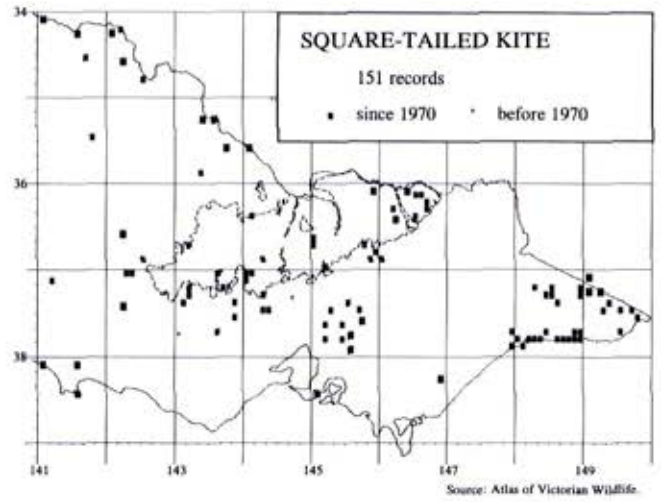 34
SQUARE-TAILED KITE
151 records
since 1970 before 1970
36
38
141 143 145 147 149
Source: Atlas of Victorian Wildlife.